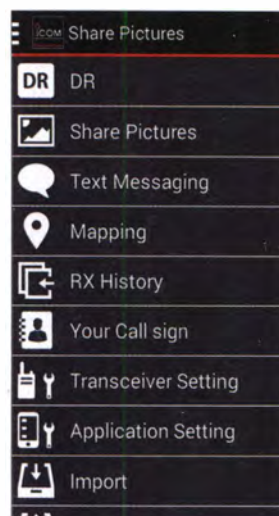 ICOM Share Pictures
DR DR
Share Pictures
Text Messaging
Mapping
RX History
Your Call sign
Transceiver Setting
Application Setting
Import